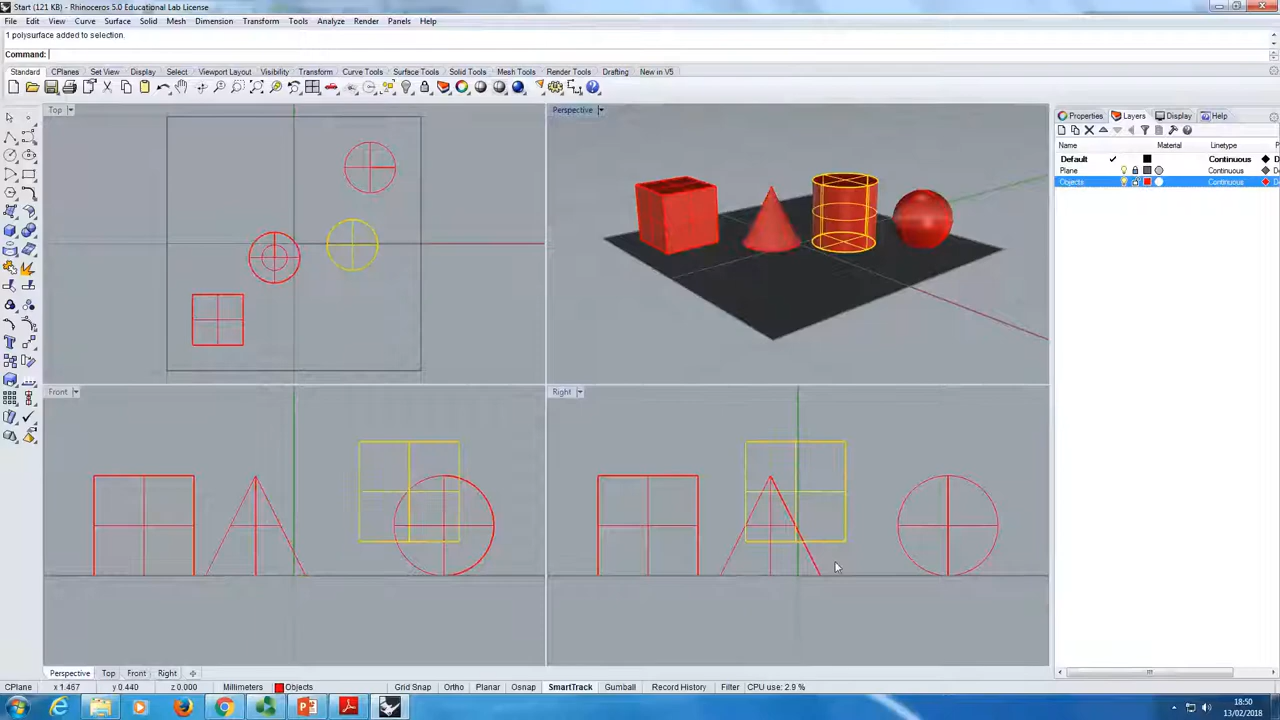 Start (121 KB) - Rhinoceros 5.0 Educational Lab License
File Edit View Curve Surface Solid Mesh Dimension Transform Tools Analyze Render Panels Help
1 polysurface added to selection.
Command:
Standard CPlanes Set View Display Select Viewport Layout Visibility Transform Curve Tools Surface Tools Solid Tools Mesh Tools Render Tools Drafting New in V5
Top
Perspective
Properties Layers Display Help
Name Material Linetype P
Default Continuous D
Plane Continuous D
Objects Continuous D
Front
Right
Perspective Top Front Right
CPlane x 1.467 y 0.440 z 0.000 Millimeters Objects Grid Snap Ortho Planar Osnap SmartTrack Gumball Record History Filter CPU use: 2.9 %
18:50
13/02/2018